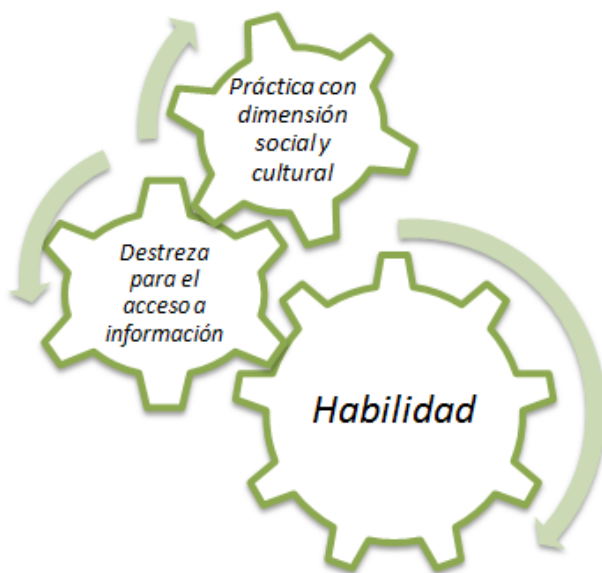 Práctica con
dimensión
social y
cultural
Destreza
para el
acceso a
información
Habilidad